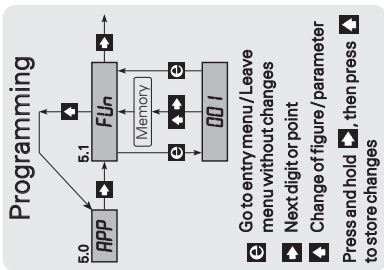 Programming
5.0
APP
5.1
FUn
Memory
001
e Go to entry menu/Leave
menu without changes
Next digit or point
Change of figure/parameter
Press and hold , then press
to store changes